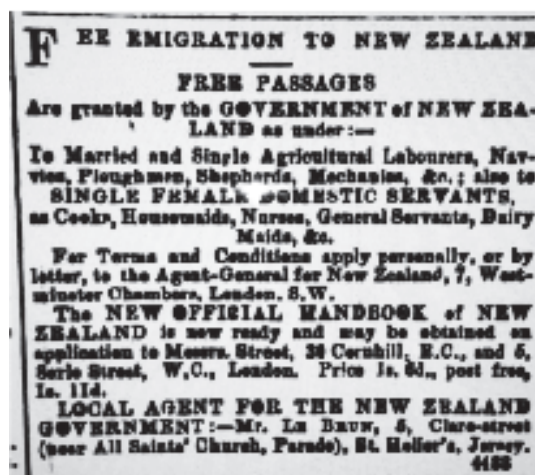 FEE EMIGRATION TO NEW ZEALAND
FREE PASSAGES
Are granted by the GOVERNMENT of NEW ZEA-
LAND as under:—
To Married and Single Agricultural Labourers, Nav-
vies, Ploughmen, Shepherds, Mechanics, &c.; also to
SINGLE FEMALE DOMESTIC SERVANTS,
as Cooks, Housemaids, Nurses, General Servants, Dairy
Maids, &c.
For Terms and Conditions apply personally, or by
letter, to the Agent-General for New Zealand, 7, West-
minster Chambers, London. S.W.
The NEW OFFICIAL HANDBOOK of NEW
ZEALAND is now ready and may be obtained on
application to Messrs. Street, 30 Cornhill, E.C., and 5,
Serle Street, W.C., London. Price 1s. post free,
1s. 11d.
LOCAL AGENT FOR THE NEW ZEALAND
GOVERNMENT:—Mr. LE BRUN, 5, Clare-street
(near All Saints' Church, Parade), St. Helier's, Jersey.